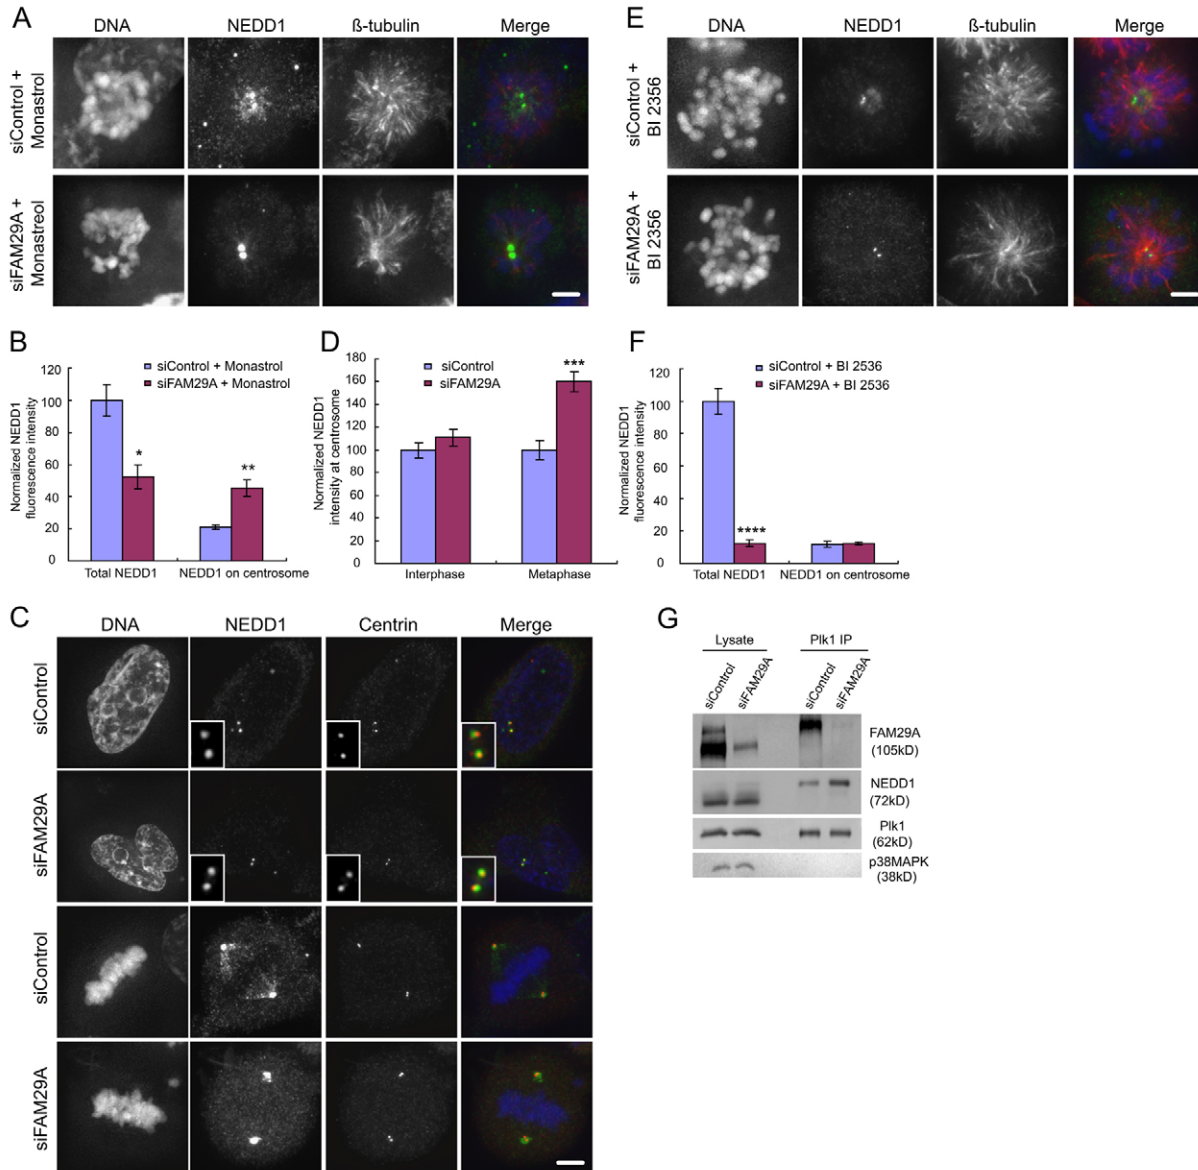 A
DNA
NEDD1
ß-tubulin
Merge
siControl +
Monastrol
siFAM29A +
Monastreol
E
DNA
NEDD1
ß-tubulin
Merge
siControl +
BI 2356
siFAM29A +
BI 2356
B
Normalized NEDD1
fluorescence intensity
120
100
80
60
40
20
0
siControl + Monastrol
siFAM29A + Monastrol
*
**
Total NEDD1
NEDD1 on centrosome
D
Normalized NEDD1
intensity at centrosome
180
160
140
120
100
80
60
40
20
0
siControl
siFAM29A
***
Interphase
Metaphase
F
Normalized NEDD1
fluorescence intensity
120
100
80
60
40
20
0
siControl + BI 2536
siFAM29A + BI 2536
****
Total NEDD1
NEDD1 on centrosome
C
DNA
NEDD1
Centrin
Merge
siControl
siFAM29A
siControl
siFAM29A
G
Lysate
Plk1 IP
siControl
siFAM29A
siControl
siFAM29A
FAM29A
(105kD)
NEDD1
(72kD)
Plk1
(62kD)
p38MAPK
(38kD)